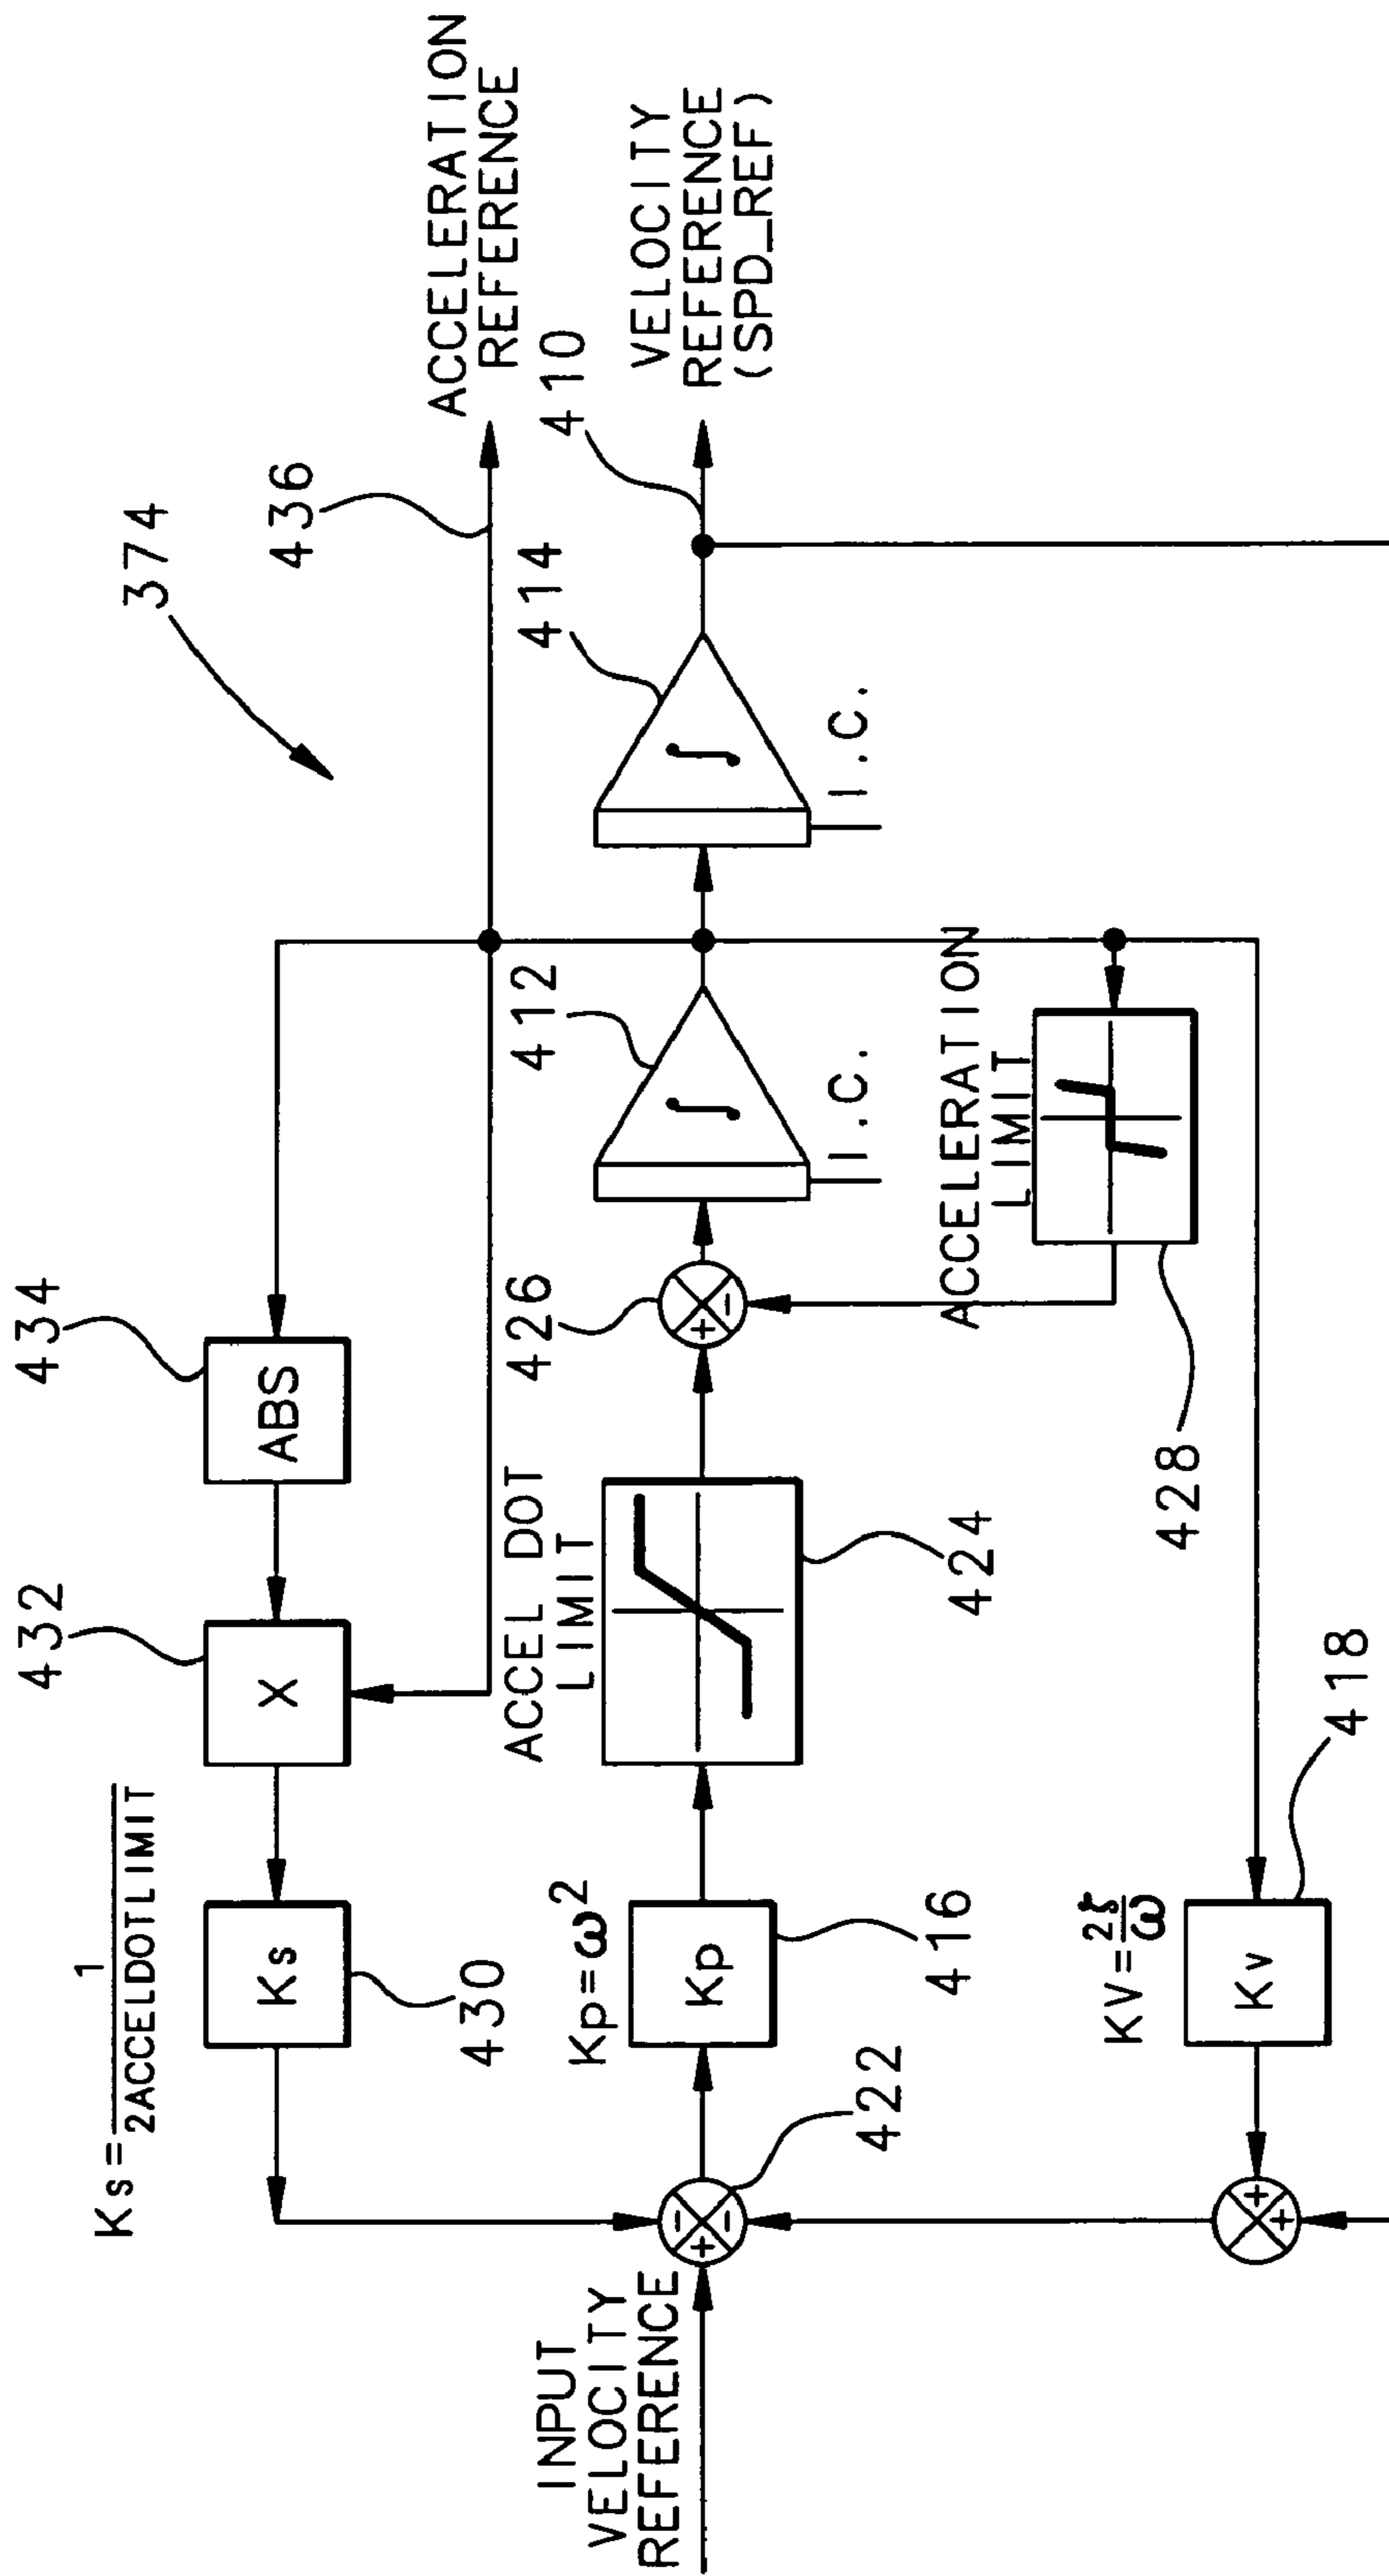 374
434
432
Ks=1/2ACCELDOTLIMIT
ABS
X
Ks
430
436
ACCELERATION
REFERENCE
INPUT
VELOCITY
REFERENCE
+
−
−
422
Kp=ω²
Kp
416
ACCEL DOT
LIMIT
424
426
+
−
412
∫
I.C.
414
∫
I.C.
410
VELOCITY
REFERENCE
(SPD_REF)
ACCELERATION
LIMIT
428
KV=2ζ/ω
Kv
418
+
+